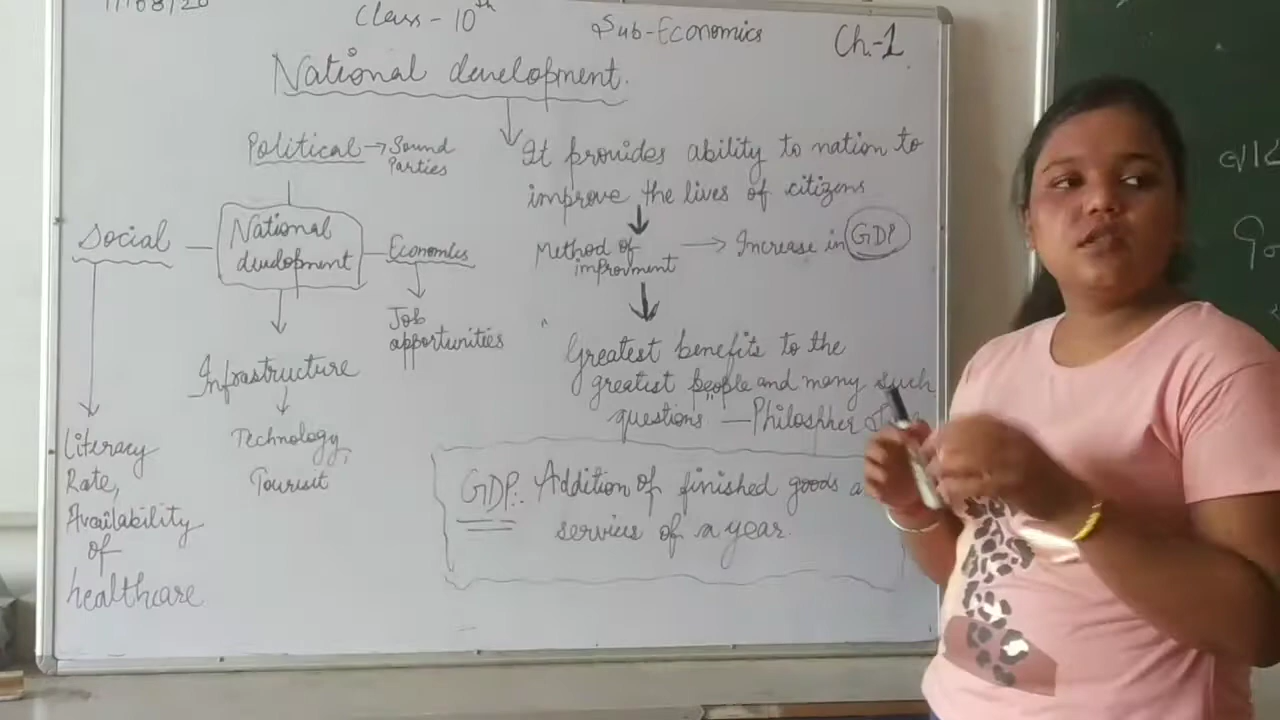 Class - 10th
Sub-Economics
Ch.-1
National development.
Political → Sound
Parties
Social
National
development
Economics
Job
opportunities
Infrastructure
Technology,
Tourisit
Literacy
Rate,
Availability
of
healthcare
It provides ability to nation to
improve the lives of citizens
Method of
improvment
→ Increase in GDP
Greatest benefits to the
greatest people and many such
questions" — Philosphher
GDP:- Addition of finished goods
services of a year.